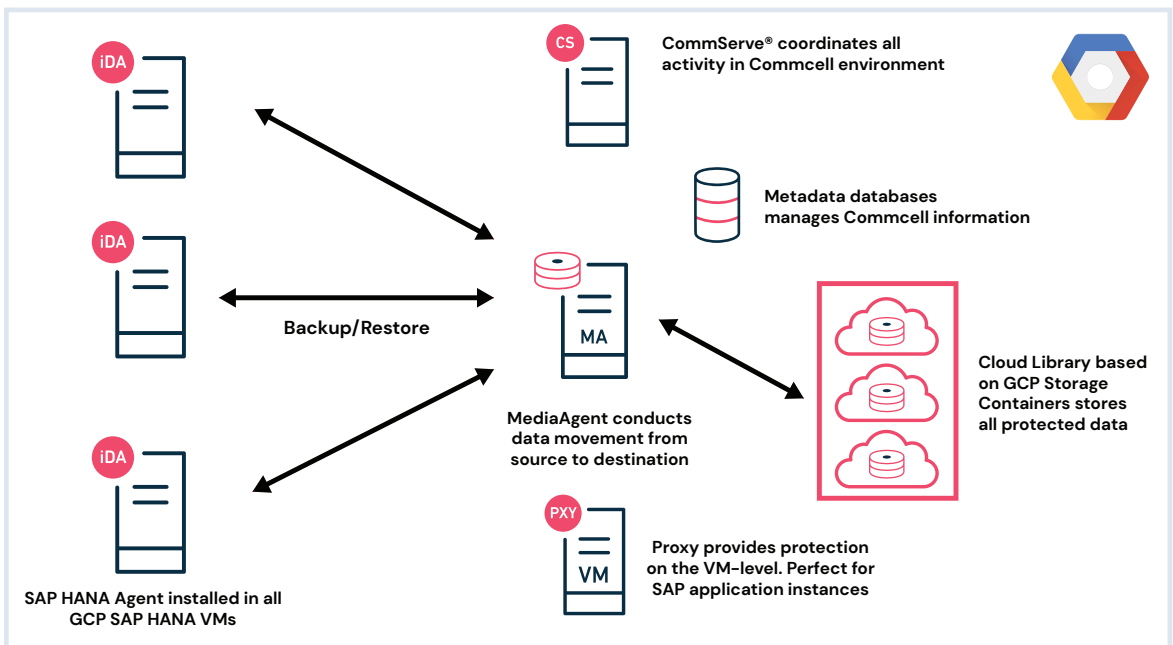 iDA
CS
CommServe® coordinates all
activity in Commcell environment
Metadata databases
manages Commcell information
iDA
Backup/Restore
MA
MediaAgent conducts
data movement from
source to destination
Cloud Library based
on GCP Storage
Containers stores
all protected data
iDA
SAP HANA Agent installed in all
GCP SAP HANA VMs
PXY
VM
Proxy provides protection
on the VM-level. Perfect for
SAP application instances